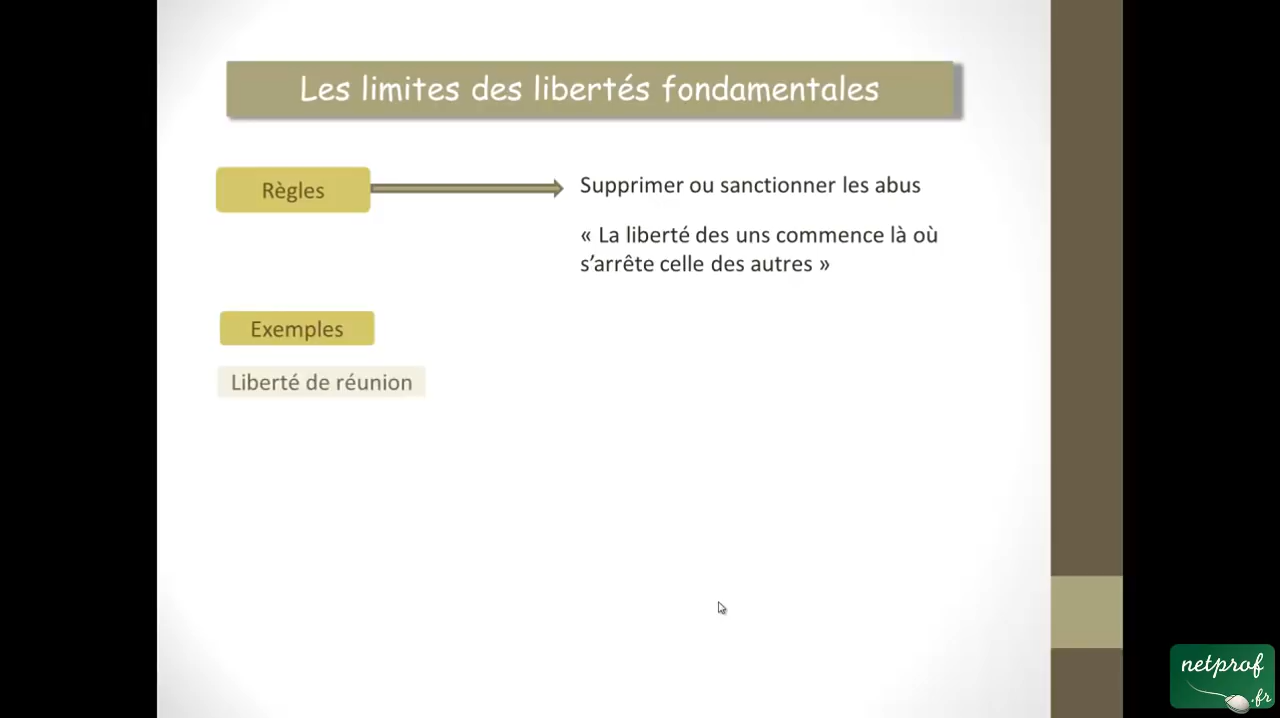 Les limites des libertés fondamentales
Règles
Supprimer ou sanctionner les abus
« La liberté des uns commence là où
s’arrête celle des autres »
Exemples
Liberté de réunion
netprof
.fr